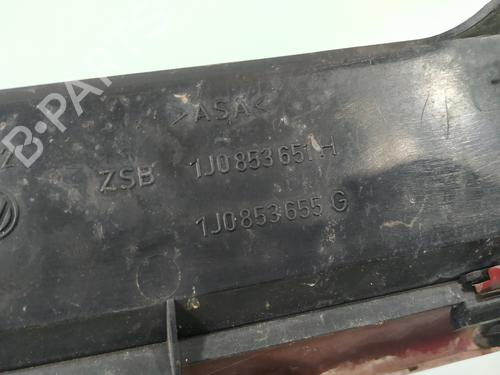 >ASA<
ZSB 1J0 853 651 H
1J0 853 655 G
B-PARTS